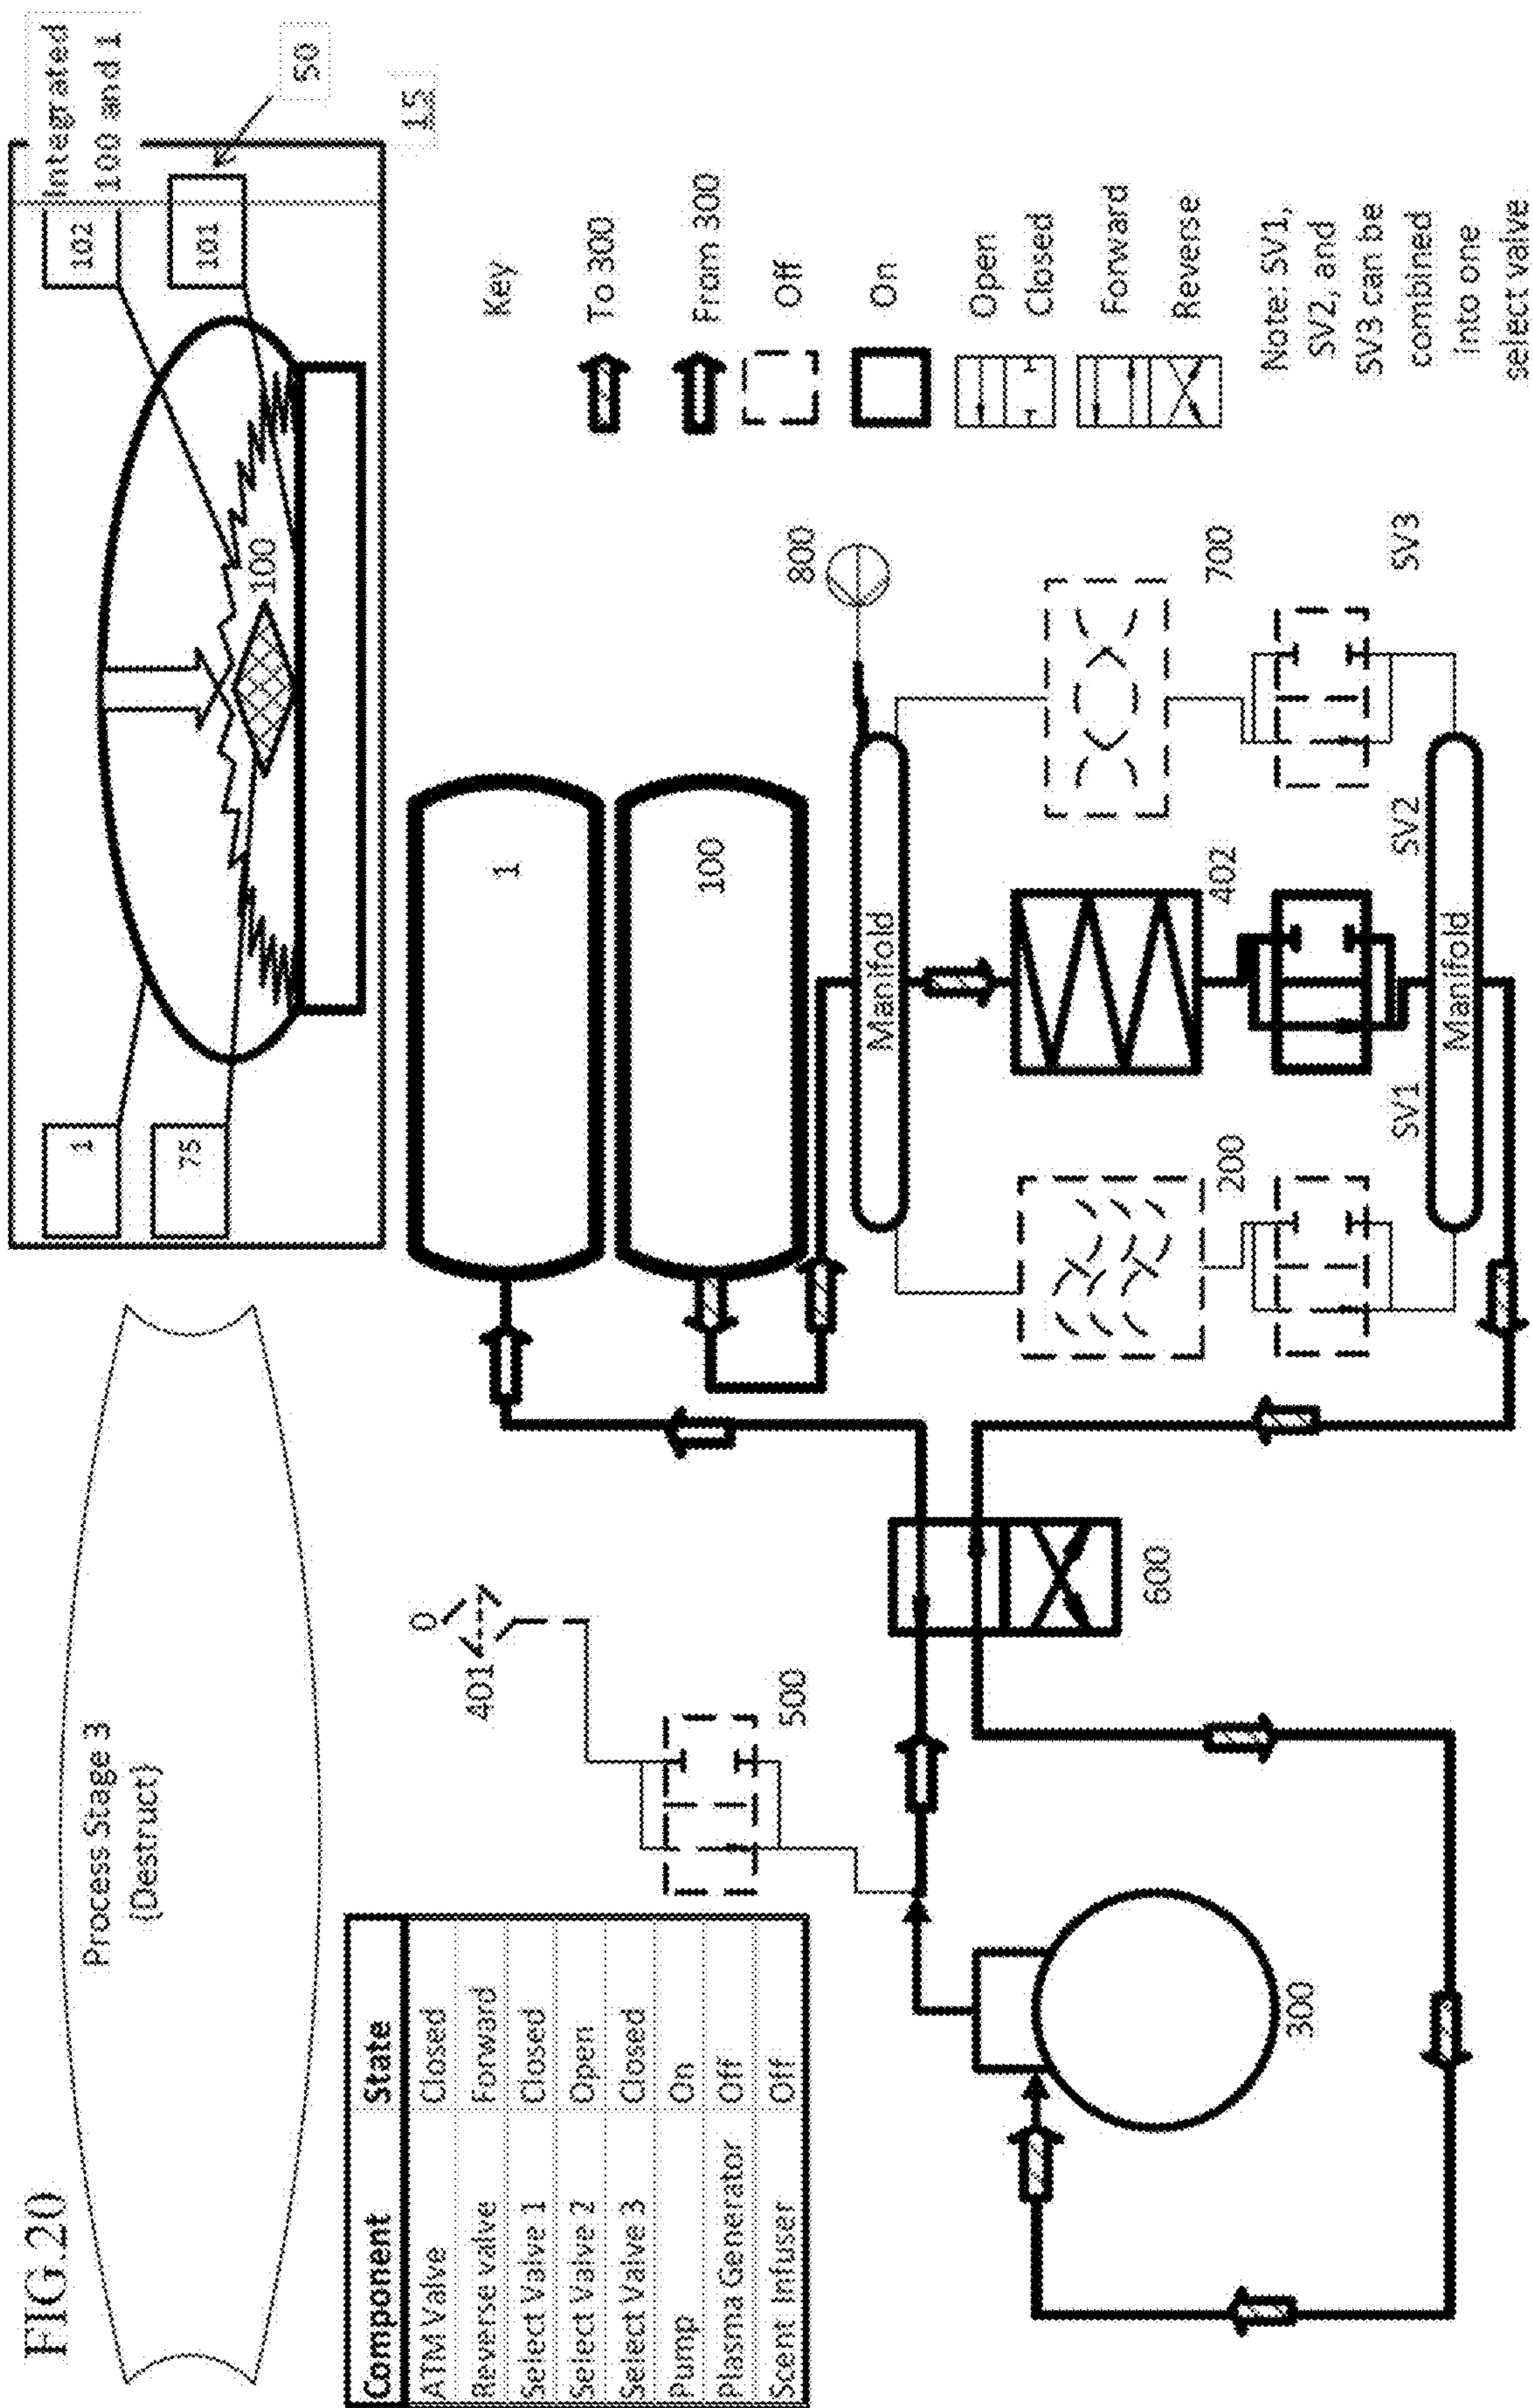 FIG.20
Process Stage 3
(Destruct)
Component State
ATM Valve Closed
Reverse valve Forward
Select Valve 1 Closed
Select Valve 2 Open
Select Valve 3 Closed
Pump On
Plasma Generator Off
Scent Infuser Off
1
75
100
102
101
Integrated
100 and 1
50
15
Key
To 300
From 300
Off
On
Open
Closed
Forward
Reverse
Note: SV1,
SV2, and
SV3 can be
combined
into one
select valve
0
401
500
600
300
1
100
800
Manifold
200
402
700
SV1
SV2
SV3
Manifold